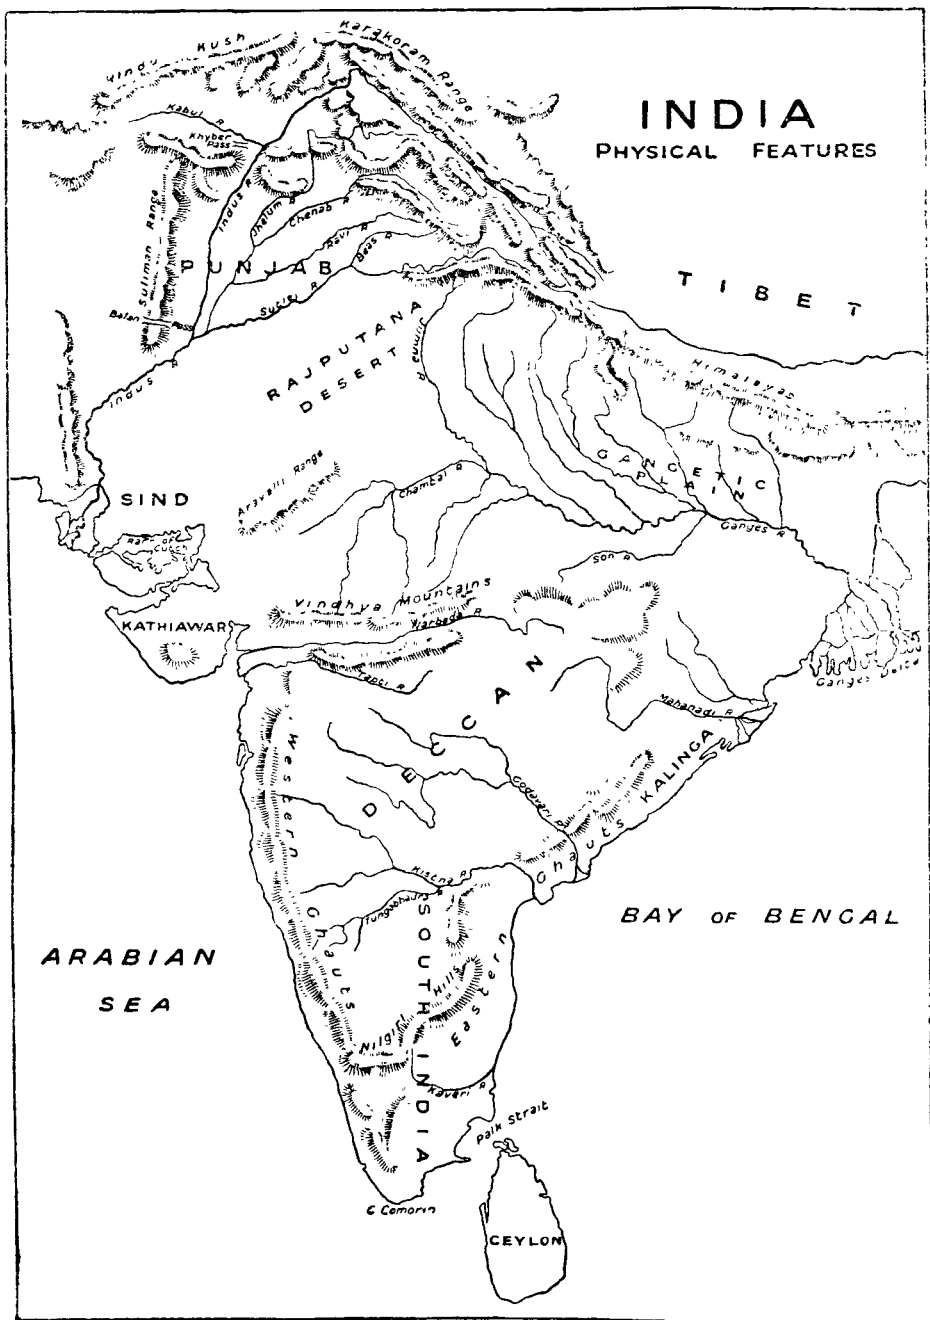 INDIA
PHYSICAL FEATURES
Hindu Kush
Karakoram Range
Kabul R
Khyber
Pass
Suliman Range
Indus R
Jhelum R
Chenab R
Ravi R
Beas R
PUNJAB
Sutlej R
Bolan Pass
Indus R
TIBET
RAJPUTANA
DESERT
Jumna R
Himalayas
GANGETIC
PLAIN
Aravalli Range
Chambal R
SIND
Rann of
Cutch
Ganges R
Son R
KATHIAWAR
Vindhya Mountains
Narbada R
Tapti R
Ganges Delta
Mahanadi R
DECCAN
KALINGA
Godavari R
Western Ghauts
Eastern Ghauts
Kistna R
Tungabhadra R
SOUTH INDIA
BAY OF BENGAL
ARABIAN
SEA
Nilgiri Hills
Kaveri R
Palk Strait
C Comorin
CEYLON